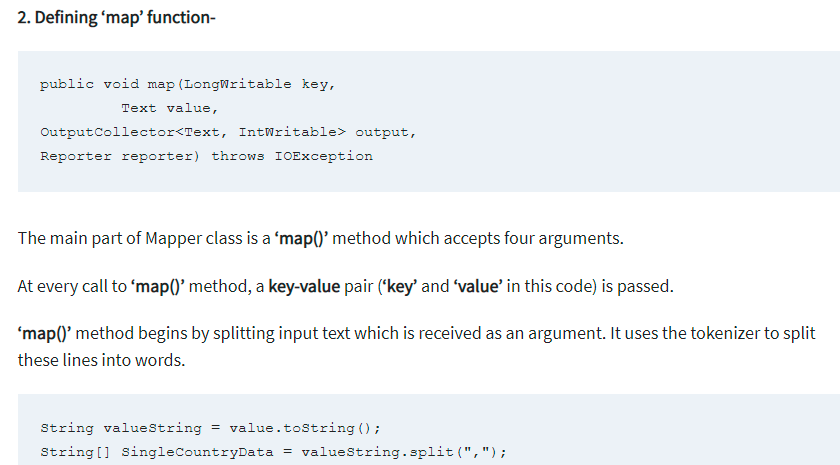 2. Defining ‘map’ function-
public void map(LongWritable key,
Text value,
OutputCollector<Text, IntWritable> output,
Reporter reporter) throws IOException
The main part of Mapper class is a ‘map()’ method which accepts four arguments.
At every call to ‘map()’ method, a key-value pair (‘key’ and ‘value’ in this code) is passed.
‘map()’ method begins by splitting input text which is received as an argument. It uses the tokenizer to split
these lines into words.
String valueString = value.toString();
String[] SingleCountryData = valueString.split(",");